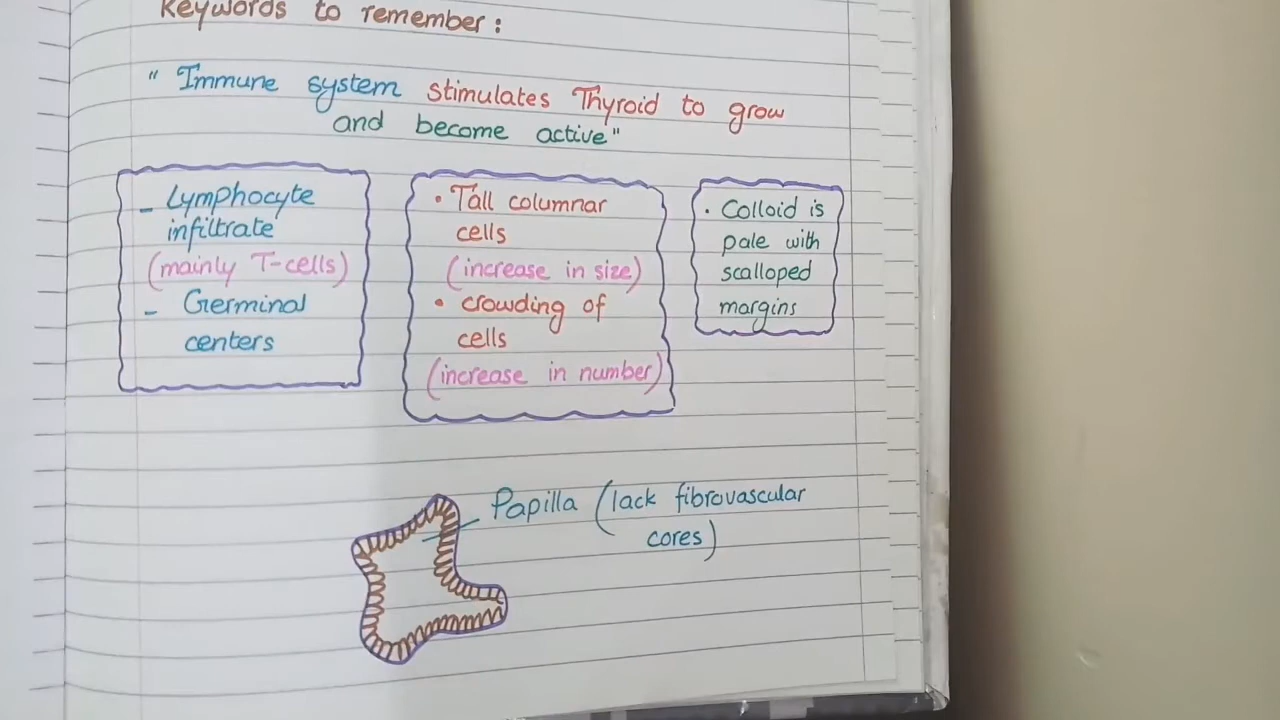 Keywords to remember:
" Immune system stimulates Thyroid to grow
and become active"
- Lymphocyte
infiltrate
(mainly T-cells)
- Germinal
centers
• Tall columnar
cells
(increase in size)
• crowding of
cells
(increase in number)
• Colloid is
pale with
scalloped
margins
Papilla (lack fibrovascular
cores)